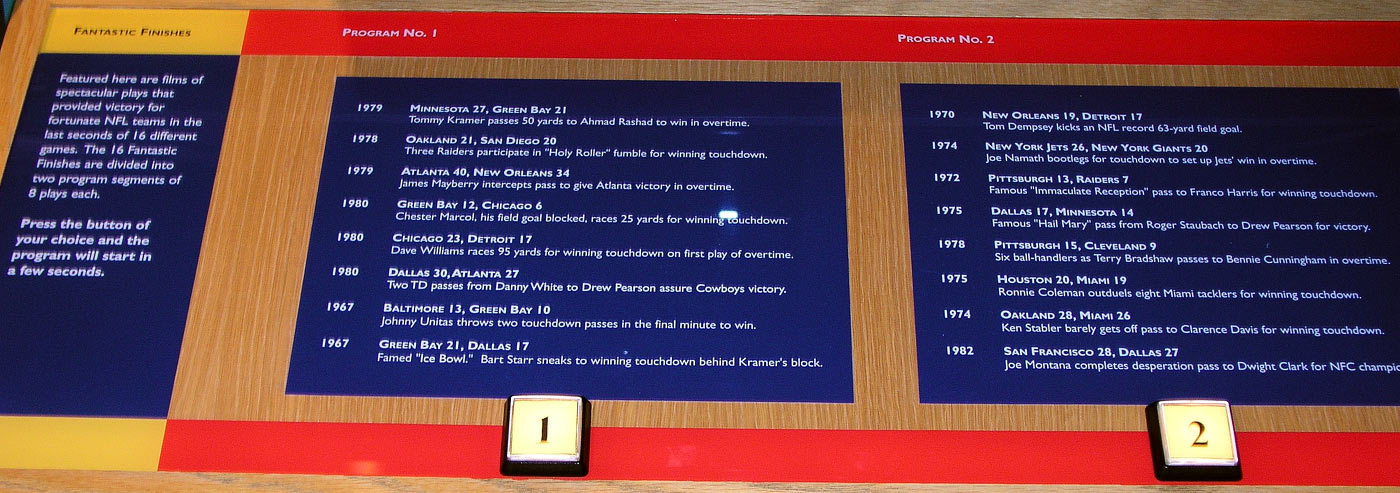 Fantastic Finishes
Featured here are films of
spectacular plays that
provided victory for
fortunate NFL teams in the
last seconds of 16 different
games. The 16 Fantastic
Finishes are divided into
two program segments of
8 plays each.
Press the button of
your choice and the
program will start in
a few seconds.
Program No. 1
1979 Minnesota 27, Green Bay 21
Tommy Kramer passes 50 yards to Ahmad Rashad to win in overtime.
1978 Oakland 21, San Diego 20
Three Raiders participate in "Holy Roller" fumble for winning touchdown.
1979 Atlanta 40, New Orleans 34
James Mayberry intercepts pass to give Atlanta victory in overtime.
1980 Green Bay 12, Chicago 6
Chester Marcol, his field goal blocked, races 25 yards for winning touchdown.
1980 Chicago 23, Detroit 17
Dave Williams races 95 yards for winning touchdown on first play of overtime.
1980 Dallas 30, Atlanta 27
Two TD passes from Danny White to Drew Pearson assure Cowboys victory.
1967 Baltimore 13, Green Bay 10
Johnny Unitas throws two touchdown passes in the final minute to win.
1967 Green Bay 21, Dallas 17
Famed "Ice Bowl." Bart Starr sneaks to winning touchdown behind Kramer's block.
1
Program No. 2
1970 New Orleans 19, Detroit 17
Tom Dempsey kicks an NFL record 63-yard field goal.
1974 New York Jets 26, New York Giants 20
Joe Namath bootlegs for touchdown to set up Jets' win in overtime.
1972 Pittsburgh 13, Raiders 7
Famous "Immaculate Reception" pass to Franco Harris for winning touchdown.
1975 Dallas 17, Minnesota 14
Famous "Hail Mary" pass from Roger Staubach to Drew Pearson for victory.
1978 Pittsburgh 15, Cleveland 9
Six ball-handlers as Terry Bradshaw passes to Bennie Cunningham in overtime.
1975 Houston 20, Miami 19
Ronnie Coleman outduels eight Miami tacklers for winning touchdown.
1974 Oakland 28, Miami 26
Ken Stabler barely gets off pass to Clarence Davis for winning touchdown.
1982 San Francisco 28, Dallas 27
Joe Montana completes desperation pass to Dwight Clark for NFC champio
2